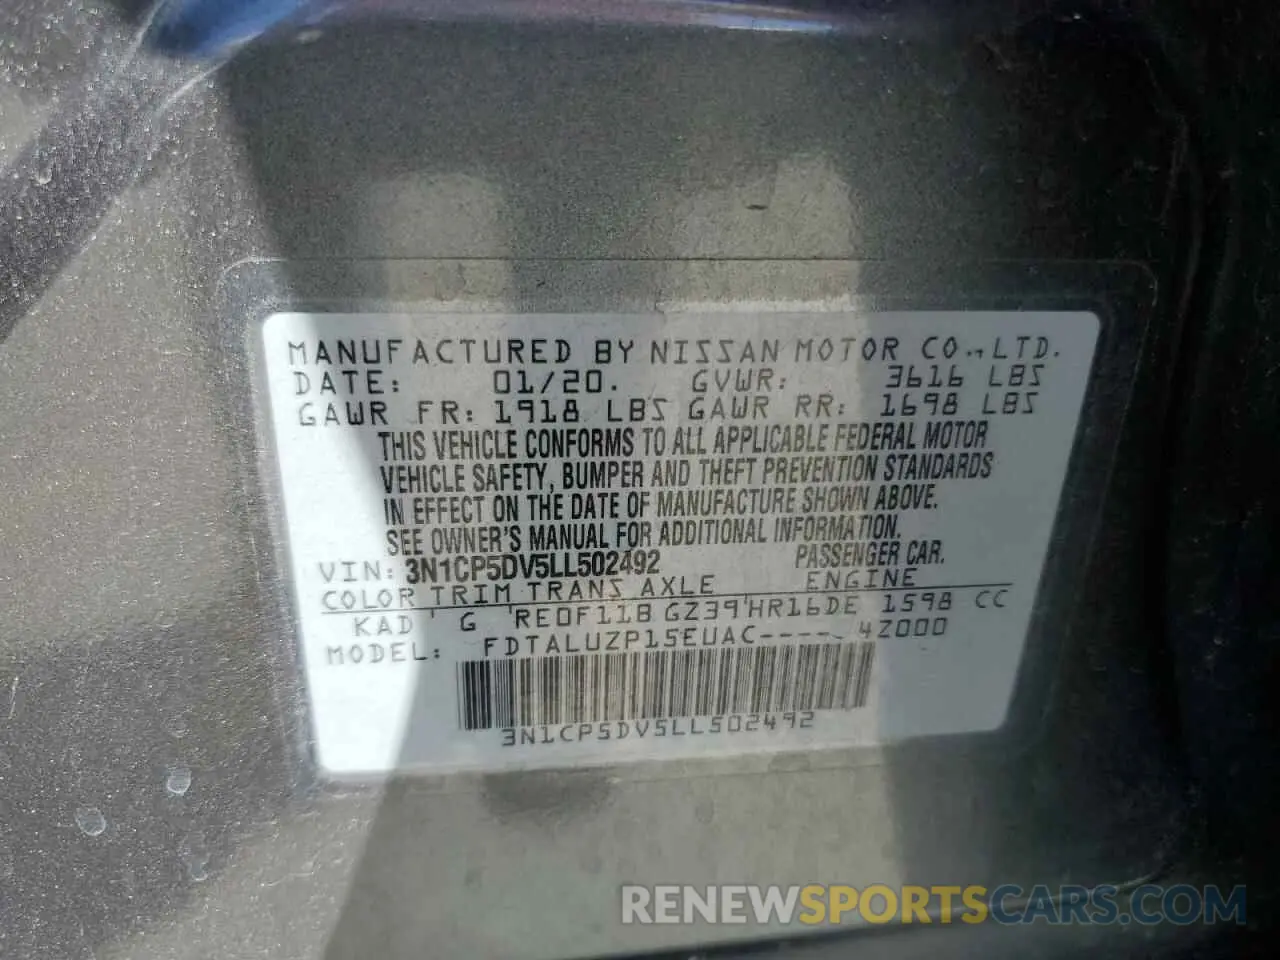 MANUFACTURED BY NISSAN MOTOR CO., LTD.
DATE: 01/20. GVWR: 3616 LBS
GAWR FR: 1918 LBS GAWR RR: 1698 LBS
THIS VEHICLE CONFORMS TO ALL APPLICABLE FEDERAL MOTOR
VEHICLE SAFETY, BUMPER AND THEFT PREVENTION STANDARDS
IN EFFECT ON THE DATE OF MANUFACTURE SHOWN ABOVE.
SEE OWNER'S MANUAL FOR ADDITIONAL INFORMATION.
VIN: 3N1CP5DV5LL502492 PASSENGER CAR.
COLOR TRIM TRANS AXLE ENGINE
KAD G RE0F11B GZ39 HR16DE 1598 CC
MODEL: FDTALUZP15EUAC----- 4Z000
3N1CP5DV5LL502492
RENEWSPORTSCARS.COM